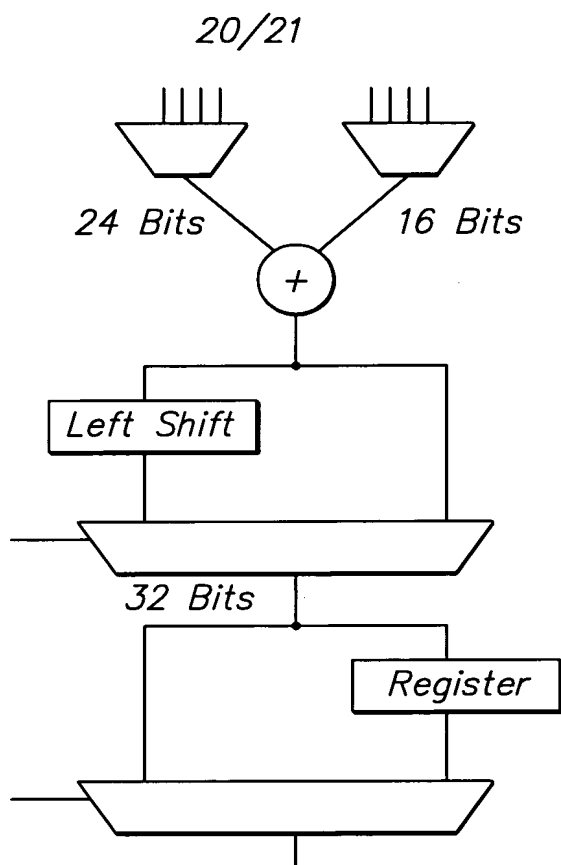 20/21
24 Bits
16 Bits
+
Left Shift
32 Bits
Register